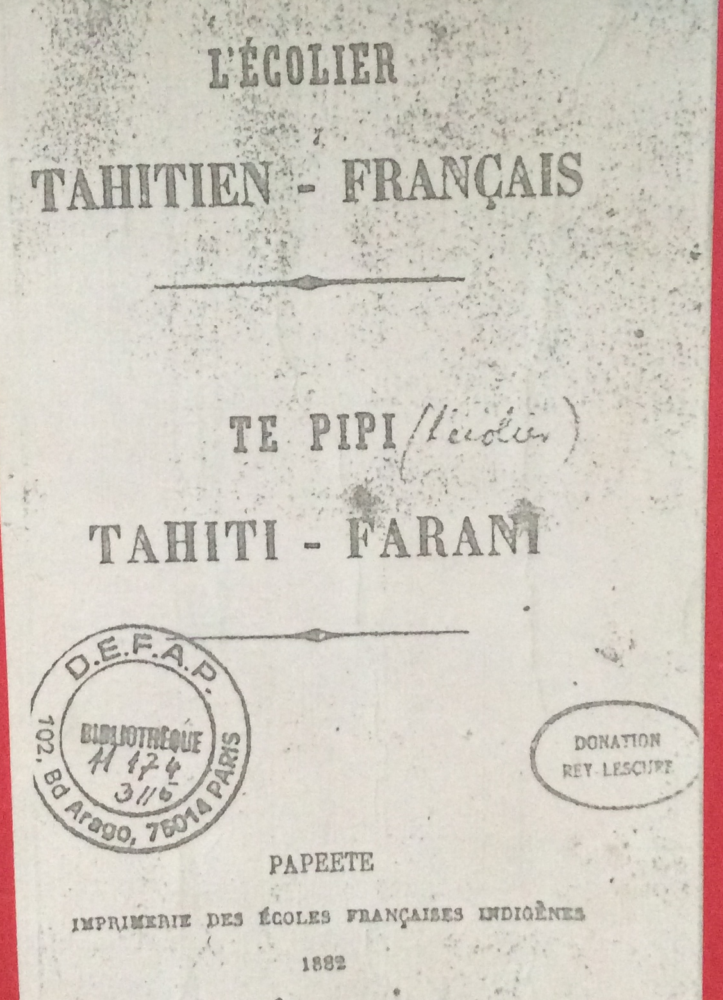 L'ÉCOLIER
TAHITIEN - FRANÇAIS
TE PIPI (l'écolier)
TAHITI - FARANI
D.E.F.A.P.
BIBLIOTHÈQUE
11 174
3115
102, Bd Arago, 75014 PARIS
DONATION
REY-LESCURE
PAPEETE
IMPRIMERIE DES ÉCOLES FRANÇAISES INDIGÈNES
1882